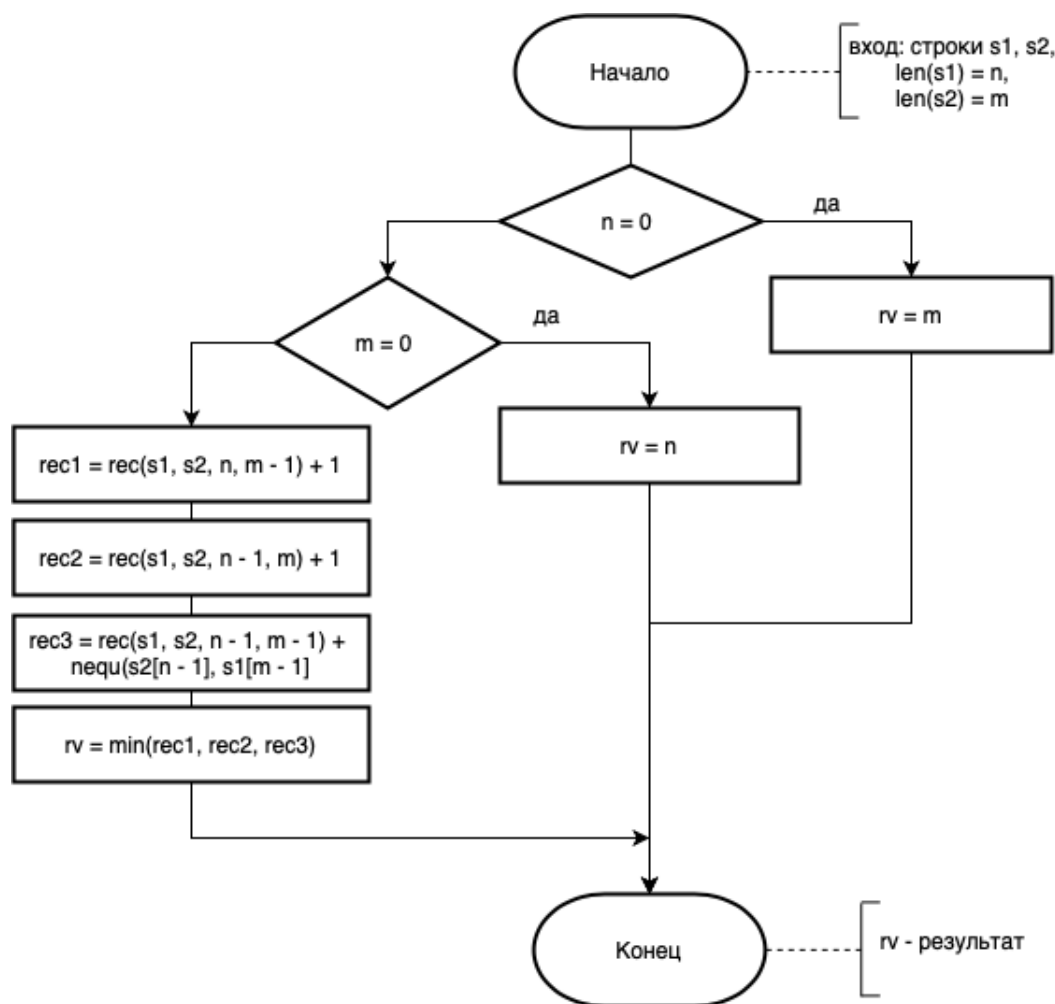 Начало
вход: строки s1, s2,
len(s1) = n,
len(s2) = m
n = 0
да
rv = m
m = 0
да
rv = n
rec1 = rec(s1, s2, n, m - 1) + 1
rec2 = rec(s1, s2, n - 1, m) + 1
rec3 = rec(s1, s2, n - 1, m - 1) +
nequ(s2[n - 1], s1[m - 1]
rv = min(rec1, rec2, rec3)
Конец
rv - результат